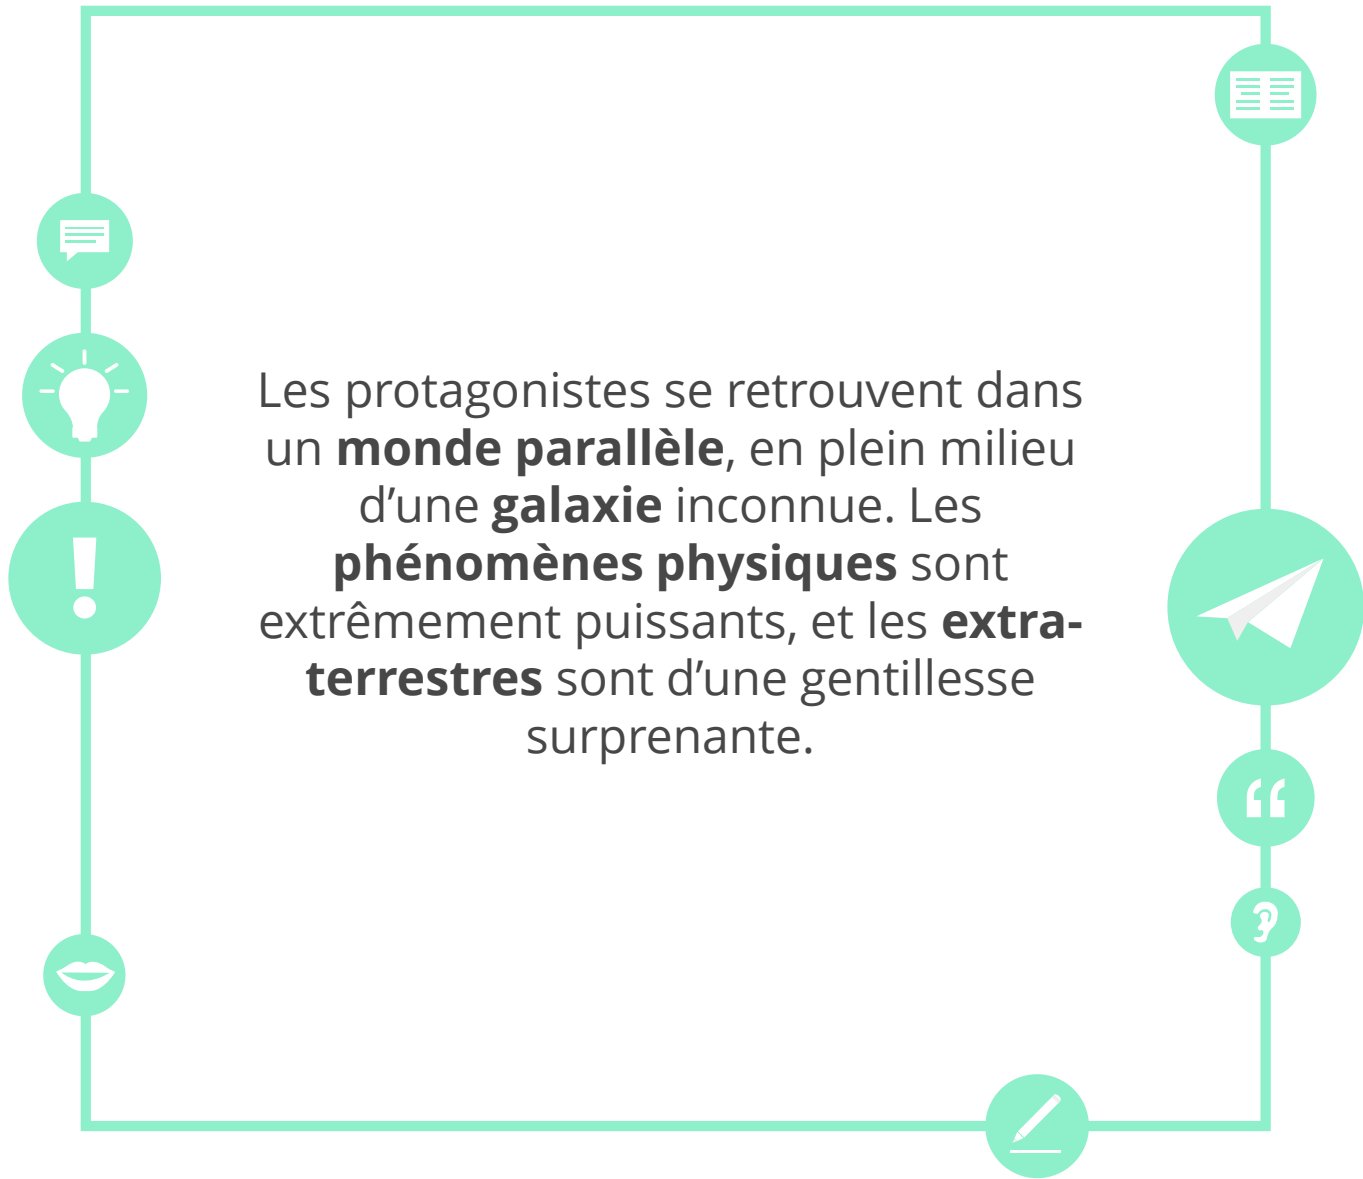 Les protagonistes se retrouvent dans
un monde parallèle, en plein milieu
d’une galaxie inconnue. Les
phénomènes physiques sont
extrêmement puissants, et les extra-
terrestres sont d’une gentillesse
surprenante.